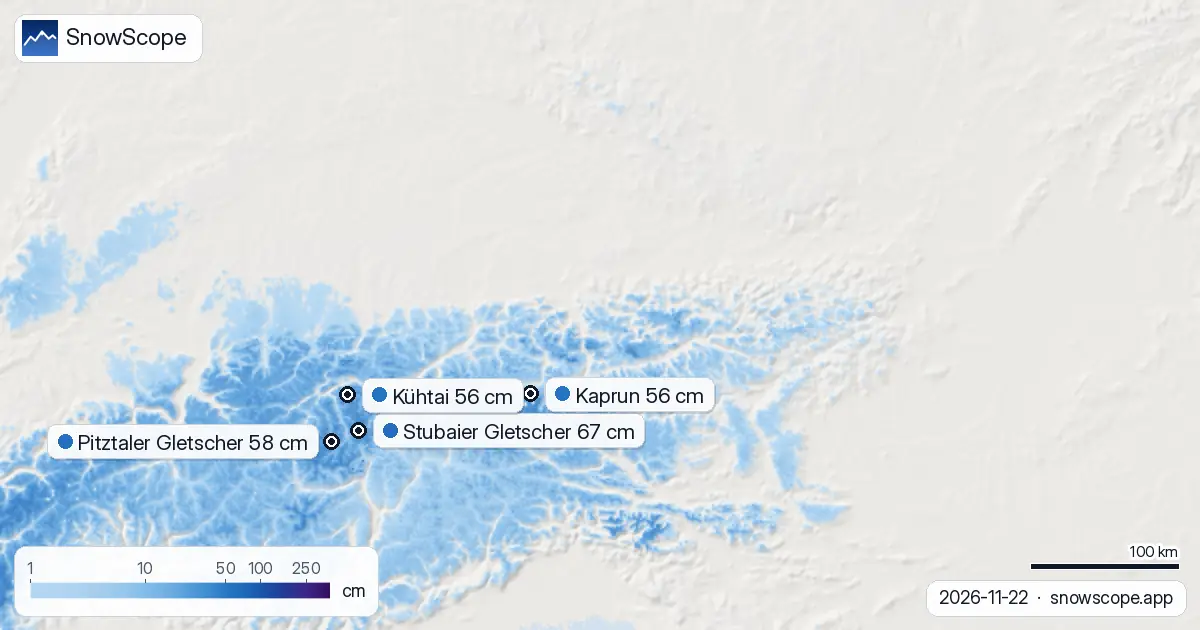 SnowScope
Kühtai 56 cm
Kaprun 56 cm
Stubaier Gletscher 67 cm
Pitztaler Gletscher 58 cm
1 10 50 100 250
cm
100 km
2026-11-22 · snowscope.app